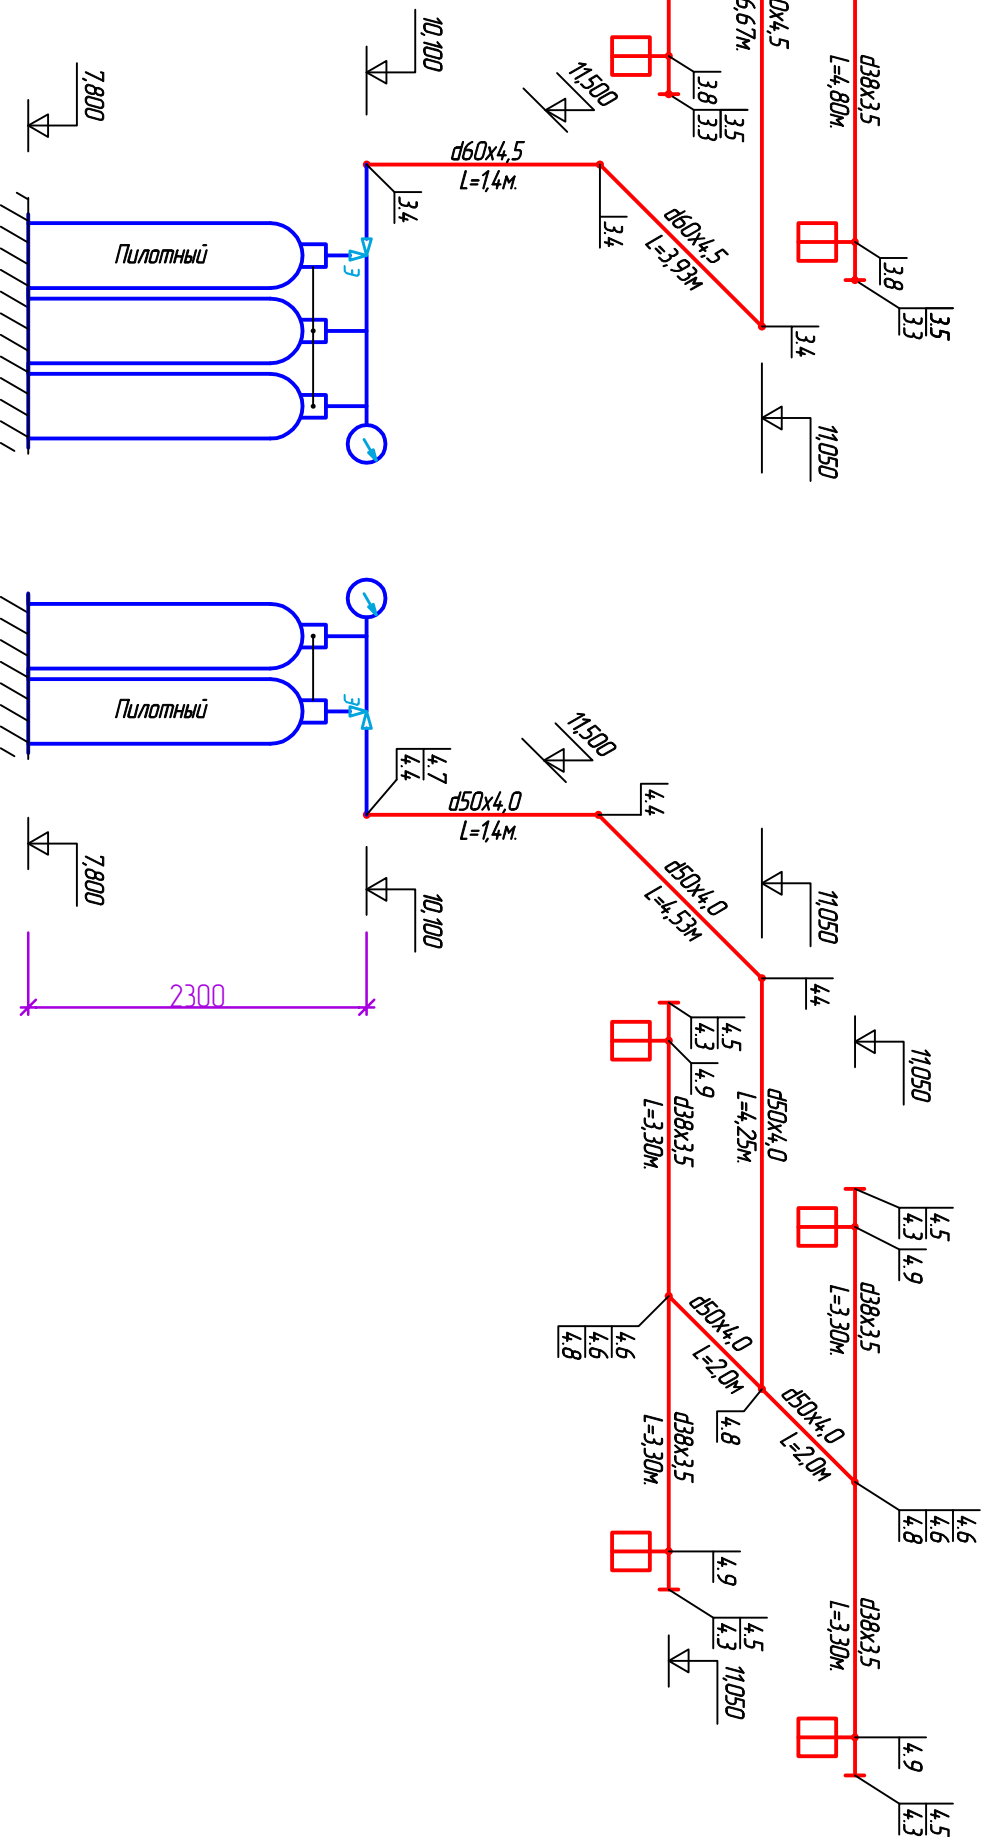 10,100
7,800
11,500
0x4,5
6,67м.
d38x3,5
L=4,80м.
3.8
3.5
3.3
d60x4,5
L=1,4м.
3.4
3.4
d60x4,5
L=3,93м
3.8
3.5
3.3
3.4
11,050
Пилотный
Э
Пилотный
Э
4.7
4.4
d50x4,0
L=1,4м.
11,500
4.4
7,800
10,100
2300
d50x4,0
L=4,53м
11,050
4.4
11,050
4.5
4.3
4.9
d38x3,5
L=3,30м.
d50x4,0
L=4,25м.
4.5
4.3
4.9
d38x3,5
L=3,30м.
4.6
4.6
4.8
d50x4,0
L=2,0м
4.8
d50x4,0
L=2,0м
d38x3,5
L=3,30м.
4.6
4.6
4.8
4.9
4.5
4.3
11,050
d38x3,5
L=3,30м.
4.9
4.5
4.3